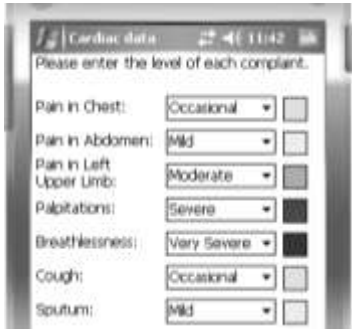 Cardiac data 11:42
Please enter the level of each complaint.
Pain in Chest: Occasional
Pain in Abdomen: Mild
Pain in Left
Upper Limb: Moderate
Palpitations: Severe
Breathlessness: Very Severe
Cough: Occasional
Sputum: Mild